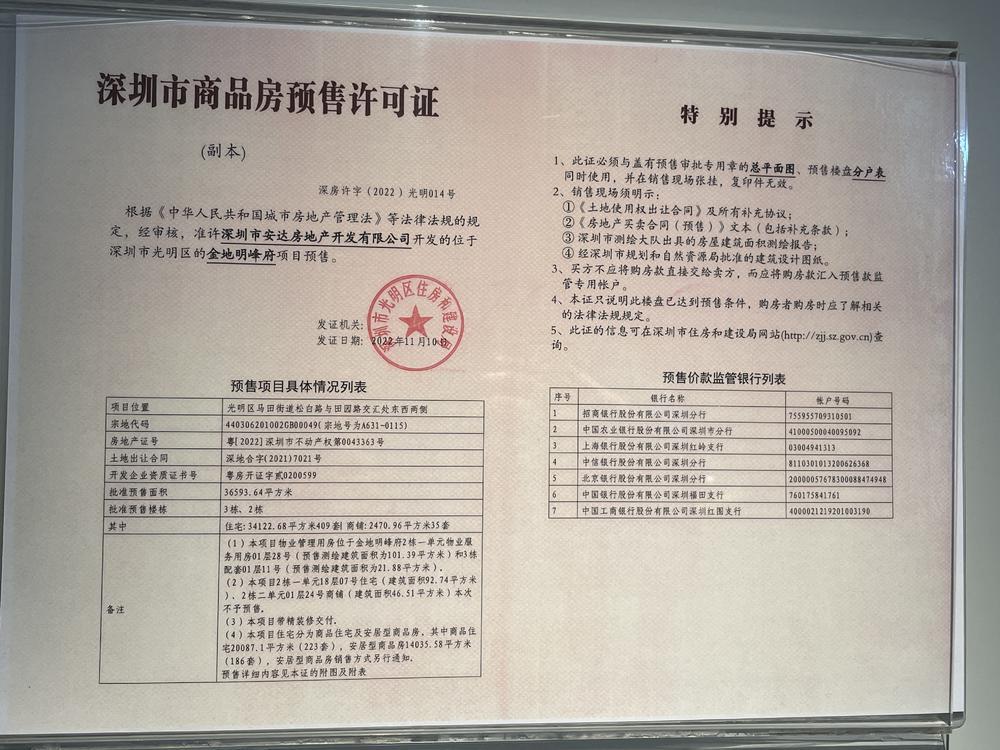 深圳市商品房预售许可证
(副本)
深房许字（2022）光明014号
根据《中华人民共和国城市房地产管理法》等法律法规的规
定，经审核，准许深圳市安达房地产开发有限公司开发的位于
深圳市光明区的金地明峰府项目预售。
深圳市光明区住房和建设局
发证机关：
发证日期：2022年11月10日
预售项目具体情况列表
项目位置 光明区马田街道松白路与田园路交汇处东西两侧
宗地代码 440306201002GB00049(宗地号为A631-0115)
房地产证号 粤[2022]深圳市不动产权第0043363号
土地出让合同 深地合字(2021)7021号
开发企业资质证书号 粤房开证字贰0200599
批准预售面积 36593.64平方米
批准预售楼栋 3栋、2栋
其中 住宅:34122.68平方米409套| 商铺:2470.96平方米35套
备注
（1）本项目物业管理用房位于金地明峰府2栋一单元物业服
务用房01层28号（预售测绘建筑面积为101.39平方米）和3栋
配套01层11号（预售测绘建筑面积为21.88平方米）。
（2）本项目2栋一单元18层07号住宅（建筑面积92.74平方米
）、2栋二单元01层24号商铺（建筑面积46.51平方米）本次
不予预售。
（3）本项目带精装修交付。
（4）本项目住宅分为商品住宅及安居型商品房，其中商品住
宅20087.1平方米（223套），安居型商品房14035.58平方米
（186套），安居型商品房销售方式另行通知。
预售详细内容见本证的附图及附表
特别提示
1、此证必须与盖有预售审批专用章的总平面图、预售楼盘分户表
同时使用，并在销售现场张挂，复印件无效。
2、销售现场须明示：
①《土地使用权出让合同》及所有补充协议；
②《房地产买卖合同（预售）》文本（包括补充条款）；
③ 深圳市测绘大队出具的房屋建筑面积测绘报告；
④ 经深圳市规划和自然资源局批准的建筑设计图纸。
3、买方不应将购房款直接交给卖方，而应将购房款汇入预售款监
管专用帐户。
4、本证只说明此楼盘已达到预售条件，购房者购房时应了解相关
的法律法规规定。
5、此证的信息可在深圳市住房和建设局网站(http://zjj.sz.gov.cn)查
询。
预售价款监管银行列表
序号 银行名称 帐户号码
1 招商银行股份有限公司深圳分行 755955709310501
2 中国农业银行股份有限公司深圳市分行 41000500040095092
3 上海银行股份有限公司深圳红岭支行 03004941313
4 中信银行股份有限公司深圳分行 8110301013200626368
5 北京银行股份有限公司深圳分行 20000057678300088474948
6 中国银行股份有限公司深圳福田支行 760175841761
7 中国工商银行股份有限公司深圳红围支行 4000021219201003190